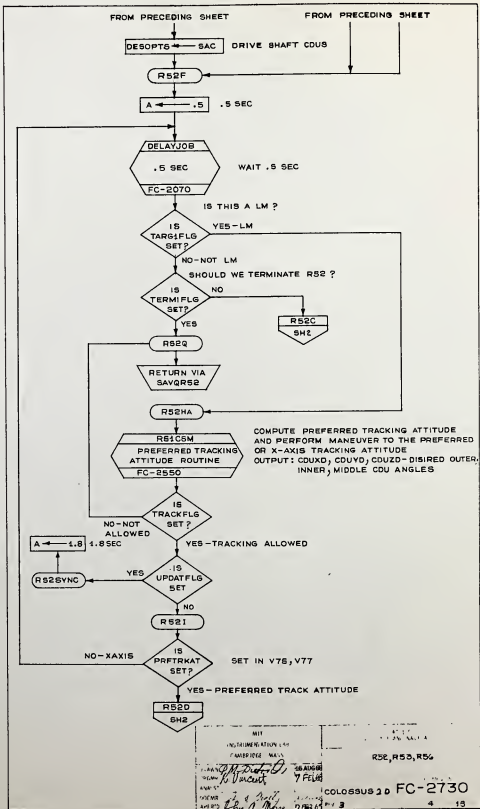 FROM PRECEDING SHEET
FROM PRECEDING SHEET
DESOPTS ← SAC DRIVE SHAFT CDUS
R52F
A ← .5 .5 SEC
DELAYJOB
.5 SEC WAIT .5 SEC
FC-2070
IS THIS A LM ?
IS
TARG1FLG
SET?
YES-LM
NO-NOT LM
SHOULD WE TERMINATE R52 ?
IS
TERMIFLG
SET?
NO
YES
R52C
SH2
R52Q
RETURN VIA
SAVQR52
R52HA
R61CSM
PREFERRED TRACKING
ATTITUDE ROUTINE
FC-2550
COMPUTE PREFERRED TRACKING ATTITUDE
AND PERFORM MANEUVER TO THE PREFERRED
OR X-AXIS TRACKING ATTITUDE
OUTPUT: CDUXD, CDUYD, CDUZD-DISIRED OUTER,
INNER, MIDDLE CDU ANGLES
IS
TRACKFLG
SET?
NO-NOT
ALLOWED
YES-TRACKING ALLOWED
A ← 1.8 1.8 SEC
R52SYNC
YES
IS
UPDATFLG
SET
NO
R52I
NO-XAXIS
IS
PRFTRKAT
SET?
SET IN V76, V77
YES-PREFERRED TRACK ATTITUDE
R52D
SH2
MIT
INSTRUMENTATION LAB
CAMBRIDGE MASS
R52, R53, R56
COLOSSUS 2D FC-2730
3 4 15